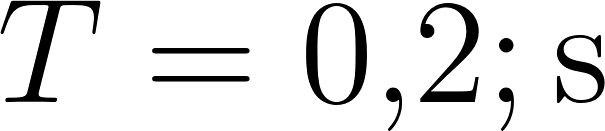 T = 0,2; s